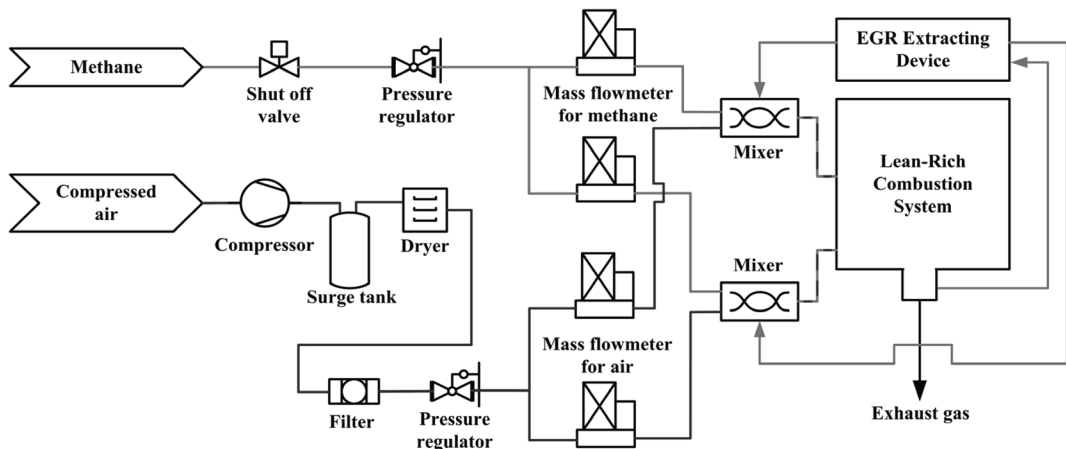 Methane
Shut off
valve
Pressure
regulator
Mass flowmeter
for methane
Mixer
EGR Extracting
Device
Lean-Rich
Combustion
System
Compressed
air
Compressor
Surge tank
Dryer
Mixer
Mass flowmeter
for air
Filter
Pressure
regulator
Exhaust gas